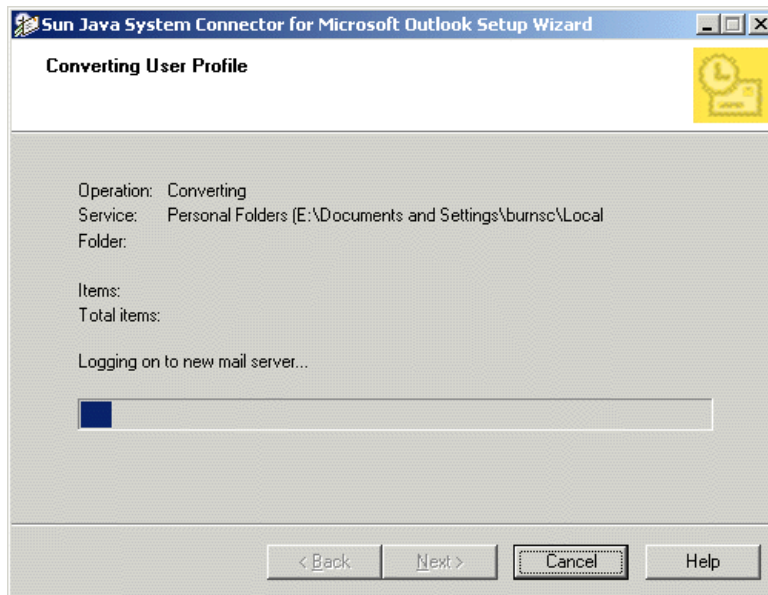 Sun Java System Connector for Microsoft Outlook Setup Wizard
Converting User Profile
Operation: Converting
Service: Personal Folders (E:\Documents and Settings\burnsc\Local
Folder:
Items:
Total items:
Logging on to new mail server...
< Back Next > Cancel Help